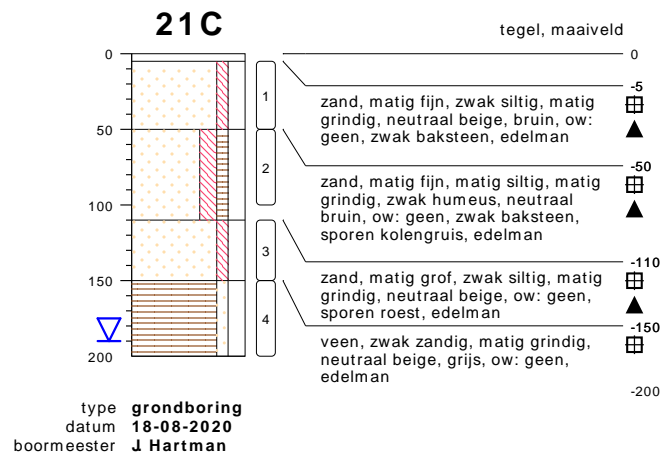 21C
tegel, maaiveld
0
0
-5
1
zand, matig fijn, zwak siltig, matig
grindig, neutraal beige, bruin, ow:
geen, zwak baksteen, edelman
50
-50
2
zand, matig fijn, matig siltig, matig
grindig, zwak humeus, neutraal
bruin, ow: geen, zwak baksteen,
sporen kolengruis, edelman
100
-110
3
zand, matig grof, zwak siltig, matig
grindig, neutraal beige, ow: geen,
sporen roest, edelman
150
-150
4
veen, zwak zandig, matig grindig,
neutraal beige, grijs, ow: geen,
edelman
200
-200
type grondboring
datum 18-08-2020
boormeester J Hartman